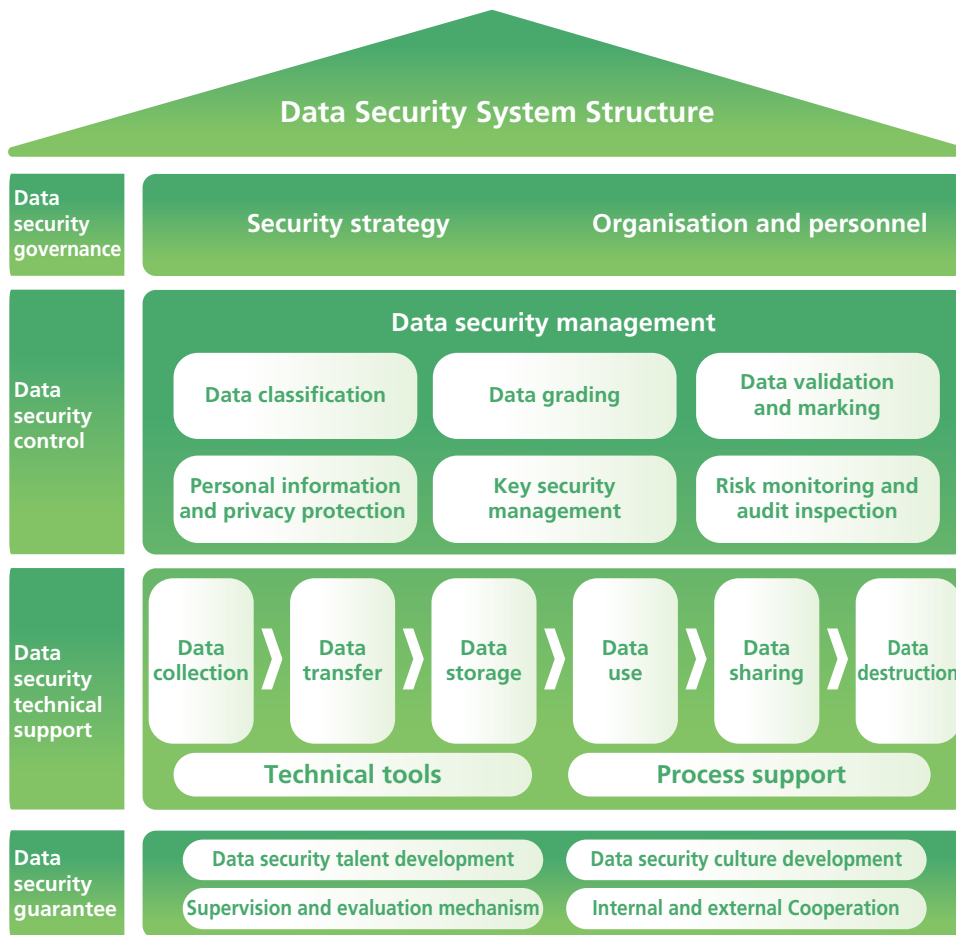 Data Security System Structure
Data
security
governance
Security strategy
Organisation and personnel
Data
security
control
Data security management
Data classification
Data grading
Data validation
and marking
Personal information
and privacy protection
Key security
management
Risk monitoring and
audit inspection
Data
security
technical
support
Data
collection
Data
transfer
Data
storage
Data
use
Data
sharing
Data
destruction
Technical tools
Process support
Data
security
guarantee
Data security talent development
Data security culture development
Supervision and evaluation mechanism
Internal and external Cooperation